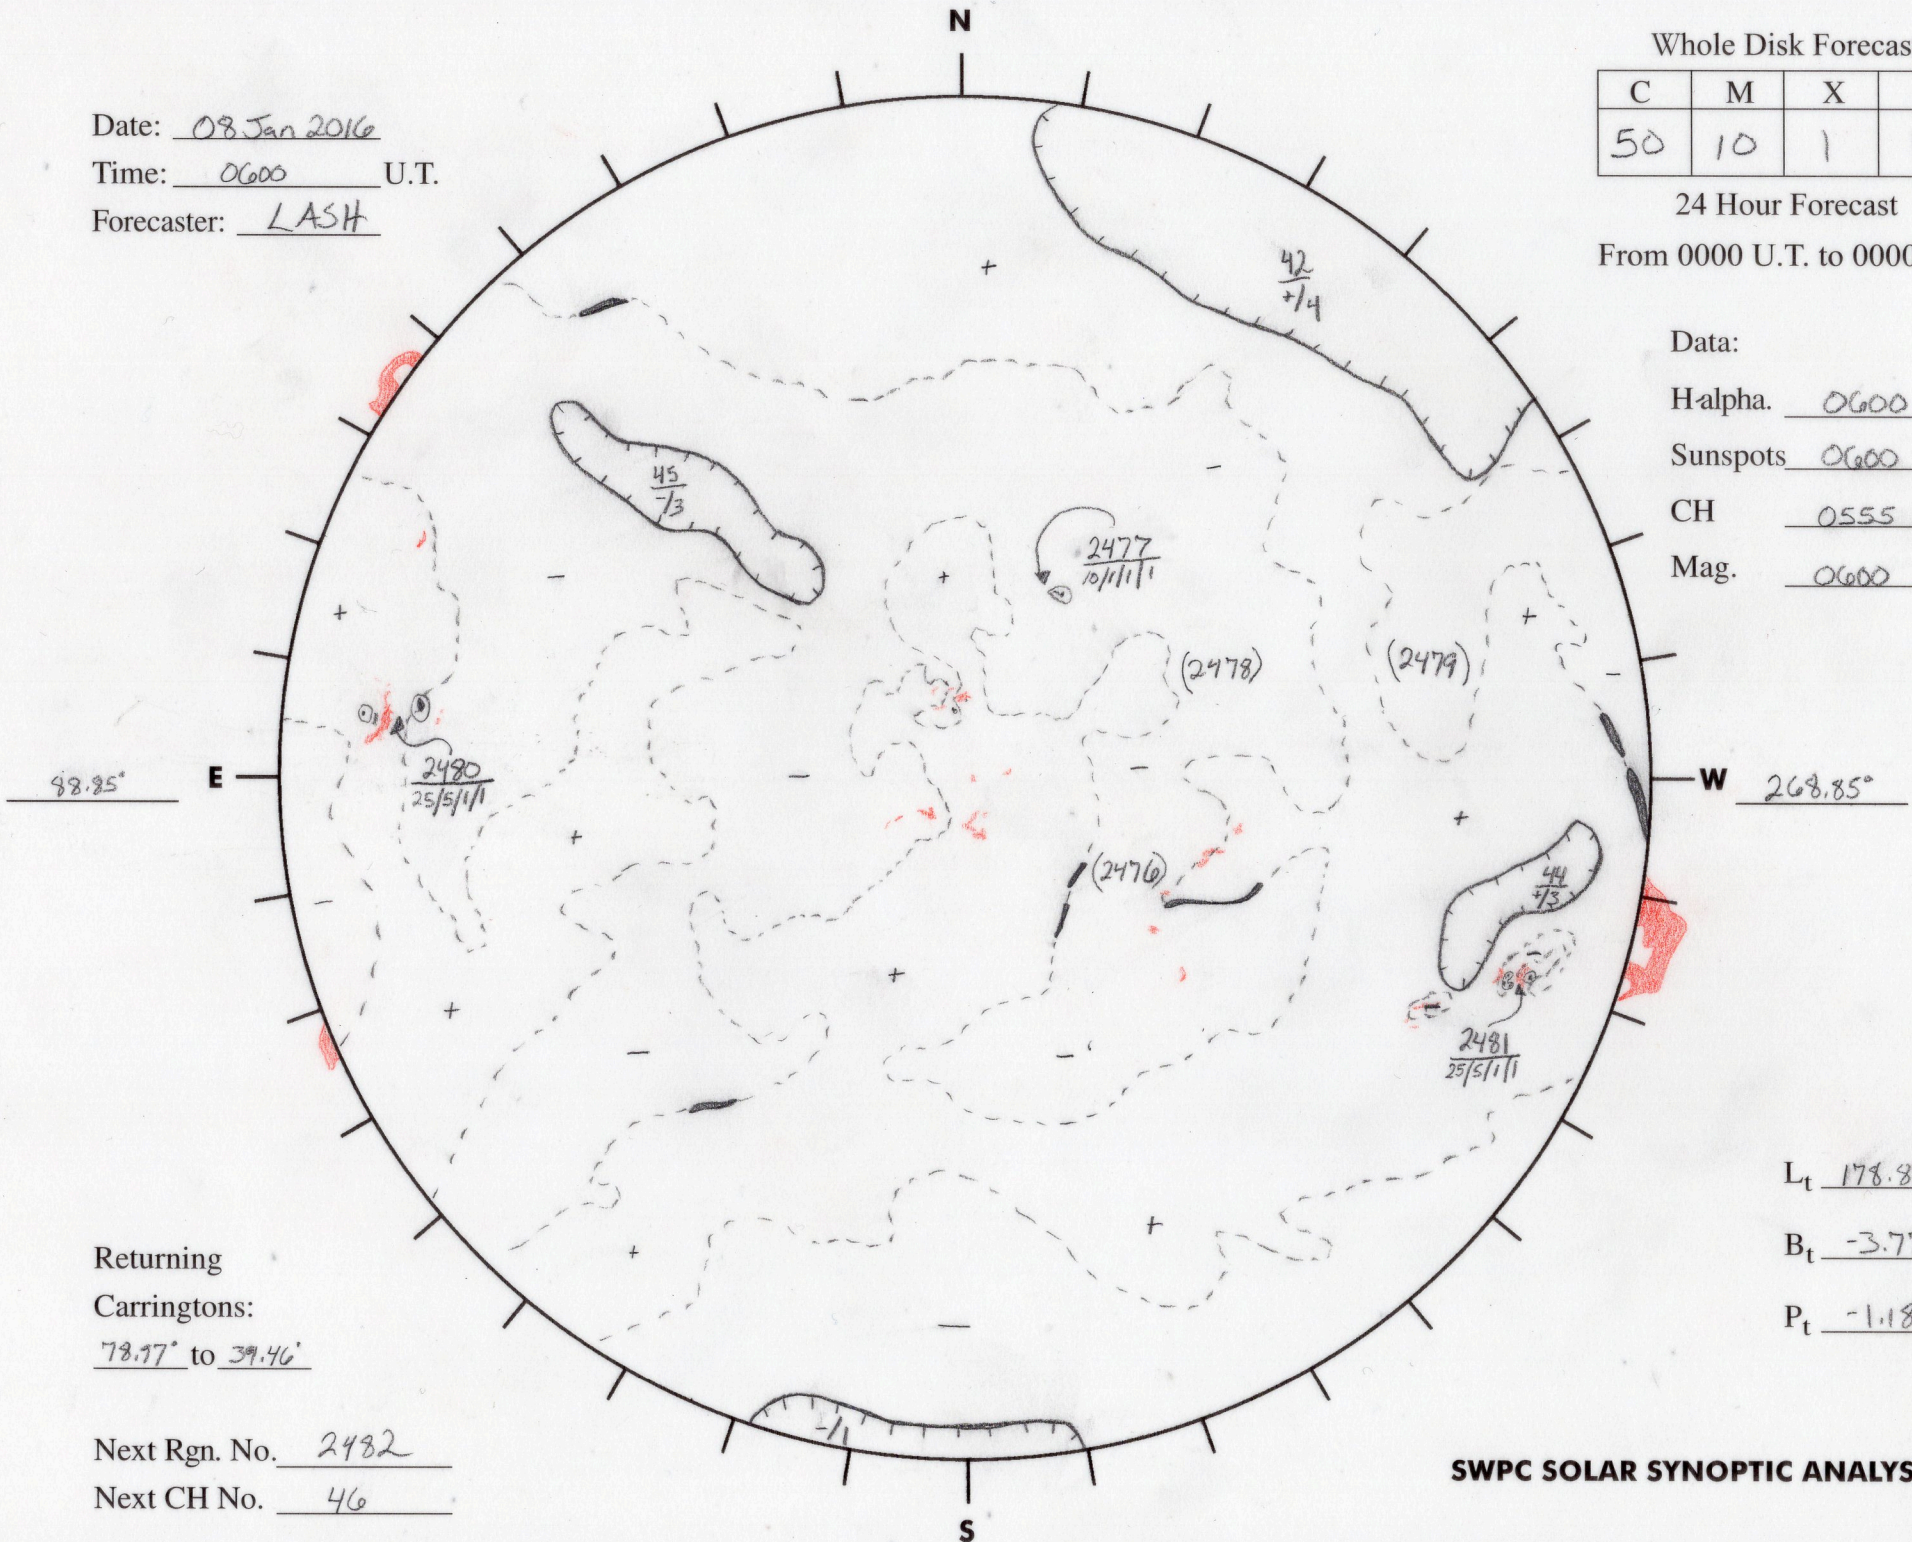 N
Whole Disk Forecas
C M X
50 10 1
24 Hour Forecast
From 0000 U.T. to 0000
Date: 08 Jan 2016
Time: 0600 U.T.
Forecaster: LASH
Data:
H-alpha. 0600
Sunspots 0600
CH 0555
Mag. 0600
42
+/4
+
45
-/3
2477
10/1/1/1
(2478)
(2479)
2480
25/5/1/1
88.85°
E
W
268.85°
(2476)
44
+/3
2481
25/5/1/1
Lt 178.8
Bt -3.7
Pt -1.18
Returning
Carringtons:
78.97° to 39.46°
Next Rgn. No. 2482
Next CH No. 46
-/1
SWPC SOLAR SYNOPTIC ANALYS
S